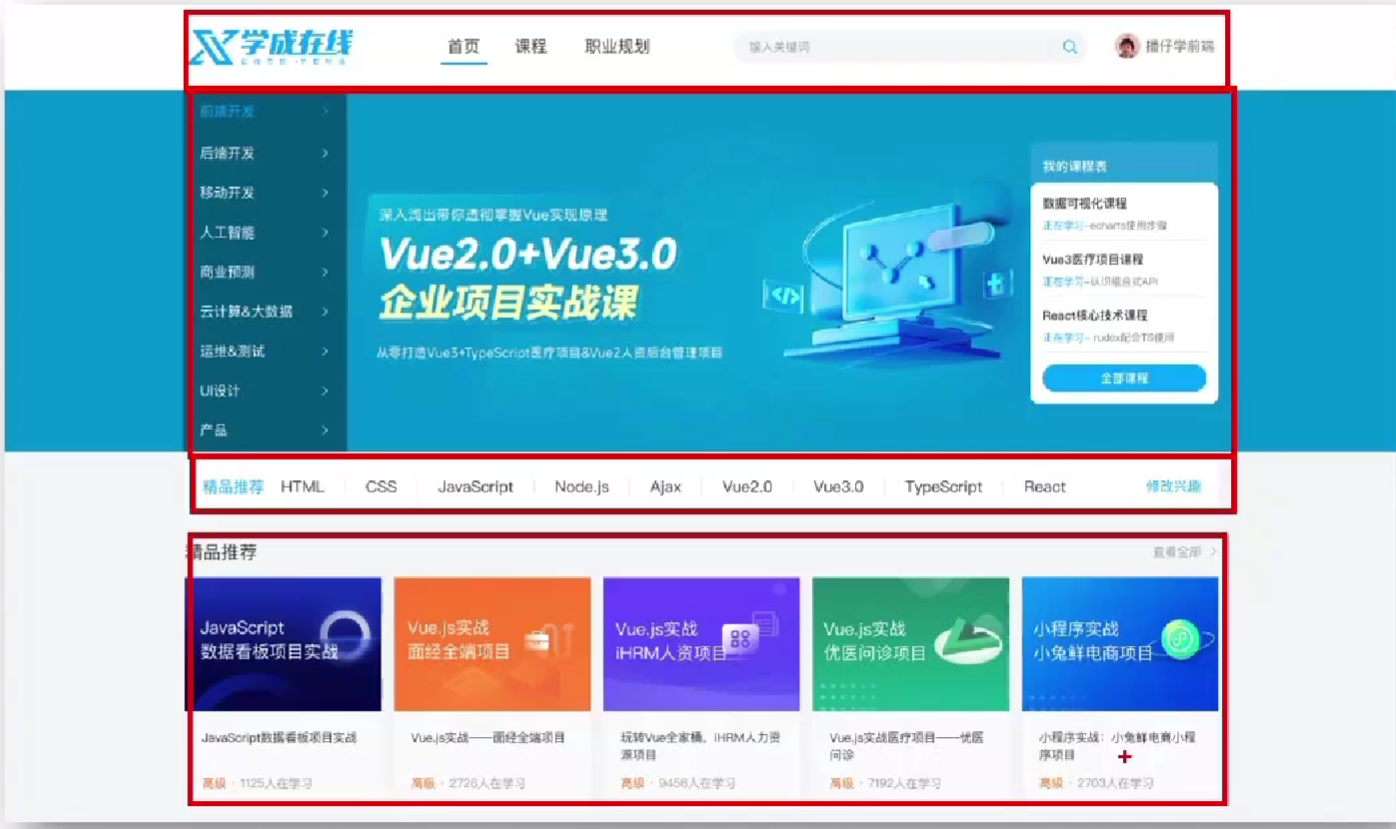 学成在线
首页 课程 职业规划 输入关键词 播仔学前端
前端开发
后端开发
移动开发
人工智能
商业预测
云计算&大数据
运维&测试
UI设计
产品
深入浅出带你透彻掌握Vue实现原理
Vue2.0+Vue3.0
企业项目实战课
从零打造Vue3+TypeScript医疗项目&Vue2人资后台管理项目
我的课程表
数据可视化课程
正在学习-echarts使用步骤
Vue3医疗项目课程
正在学习-认识组合式API
React核心技术课程
正在学习-rudox配合TS使用
全部课程
精品推荐 HTML CSS JavaScript Node.js Ajax Vue2.0 Vue3.0 TypeScript React 修改兴趣
精品推荐 查看全部
JavaScript
数据看板项目实战
Vue.js实战
面经全端项目
Vue.js实战
iHRM人资项目
Vue.js实战
优医问诊项目
小程序实战
小兔鲜电商项目
JavaScript数据看板项目实战
高级 · 1125人在学习
Vue.js实战——面经全端项目
高级 · 2726人在学习
玩转Vue全家桶，iHRM人力资
源项目
高级 · 9456人在学习
Vue.js实战医疗项目——优医
问诊
高级 · 7192人在学习
小程序实战：小兔鲜电商小程
序项目
高级 · 2703人在学习